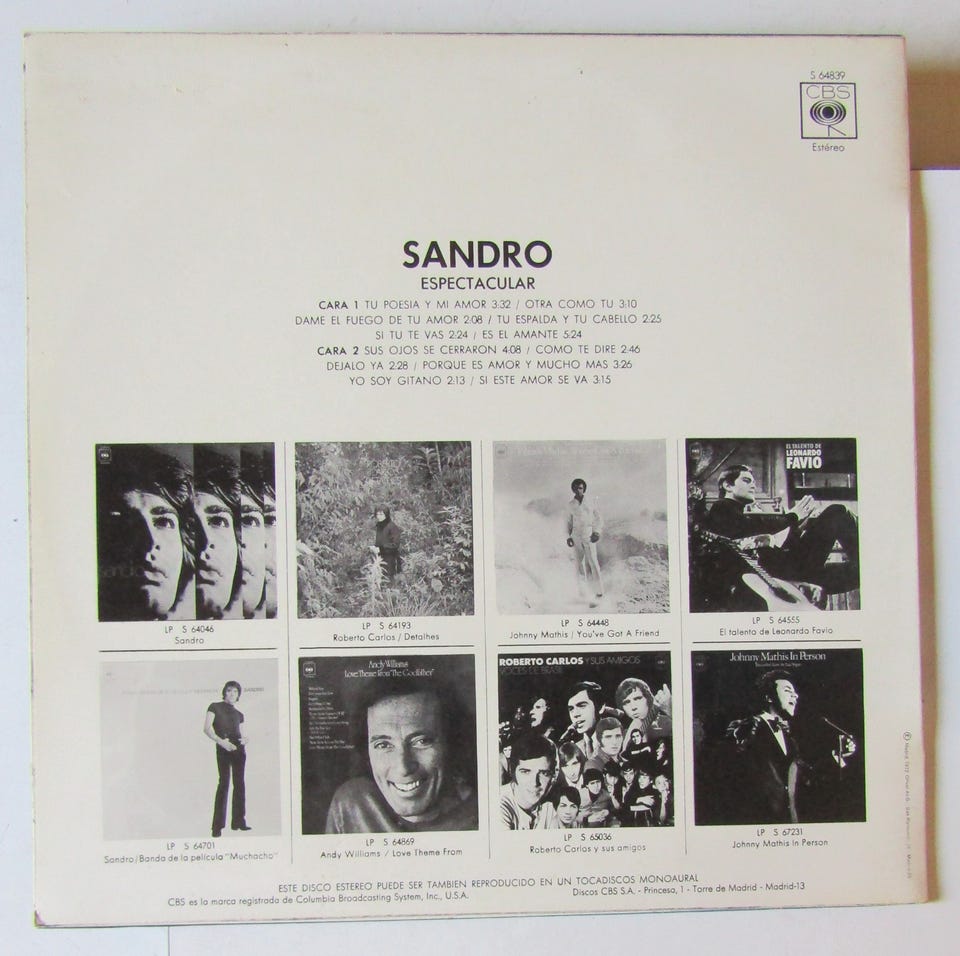 S 64839
CBS
Estéreo
SANDRO
ESPECTACULAR
CARA 1 TU POESIA Y MI AMOR 3:32 / OTRA COMO TU 3:10
DAME EL FUEGO DE TU AMOR 2:08 / TU ESPALDA Y TU CABELLO 2:25
SI TU TE VAS 2:24 / ES EL AMANTE 5:24
CARA 2 SUS OJOS SE CERRARON 4:08 / COMO TE DIRE 2:46
DEJALO YA 2:28 / PORQUE ES AMOR Y MUCHO MAS 3:26
YO SOY GITANO 2:13 / SI ESTE AMOR SE VA 3:15
sandro
LP S 64046
Sandro
LP S 64193
Roberto Carlos / Detalhes
LP S 64448
Johnny Mathis / You've Got A Friend
EL TALENTO DE
LEONARDO
FAVIO
LP S 64555
El talento de Leonardo Favio
SANDRO
LP S 64701
Sandro/Banda de la película "Muchacho"
Andy Williams
Love Theme From "The Godfather"
LP S 64869
Andy Williams / Love Theme From
ROBERTO CARLOS Y SUS AMIGOS
VOCES DE BRASIL
LP S 65036
Roberto Carlos y sus amigos
Johnny Mathis In Person
Recorded Live In Las Vegas
LP S 67231
Johnny Mathis In Person
ESTE DISCO ESTEREO PUEDE SER TAMBIEN REPRODUCIDO EN UN TOCADISCOS MONOAURAL
CBS es la marca registrada de Columbia Broadcasting System, Inc., U.S.A.
Discos CBS S.A. - Princesa, 1 - Torre de Madrid - Madrid-13